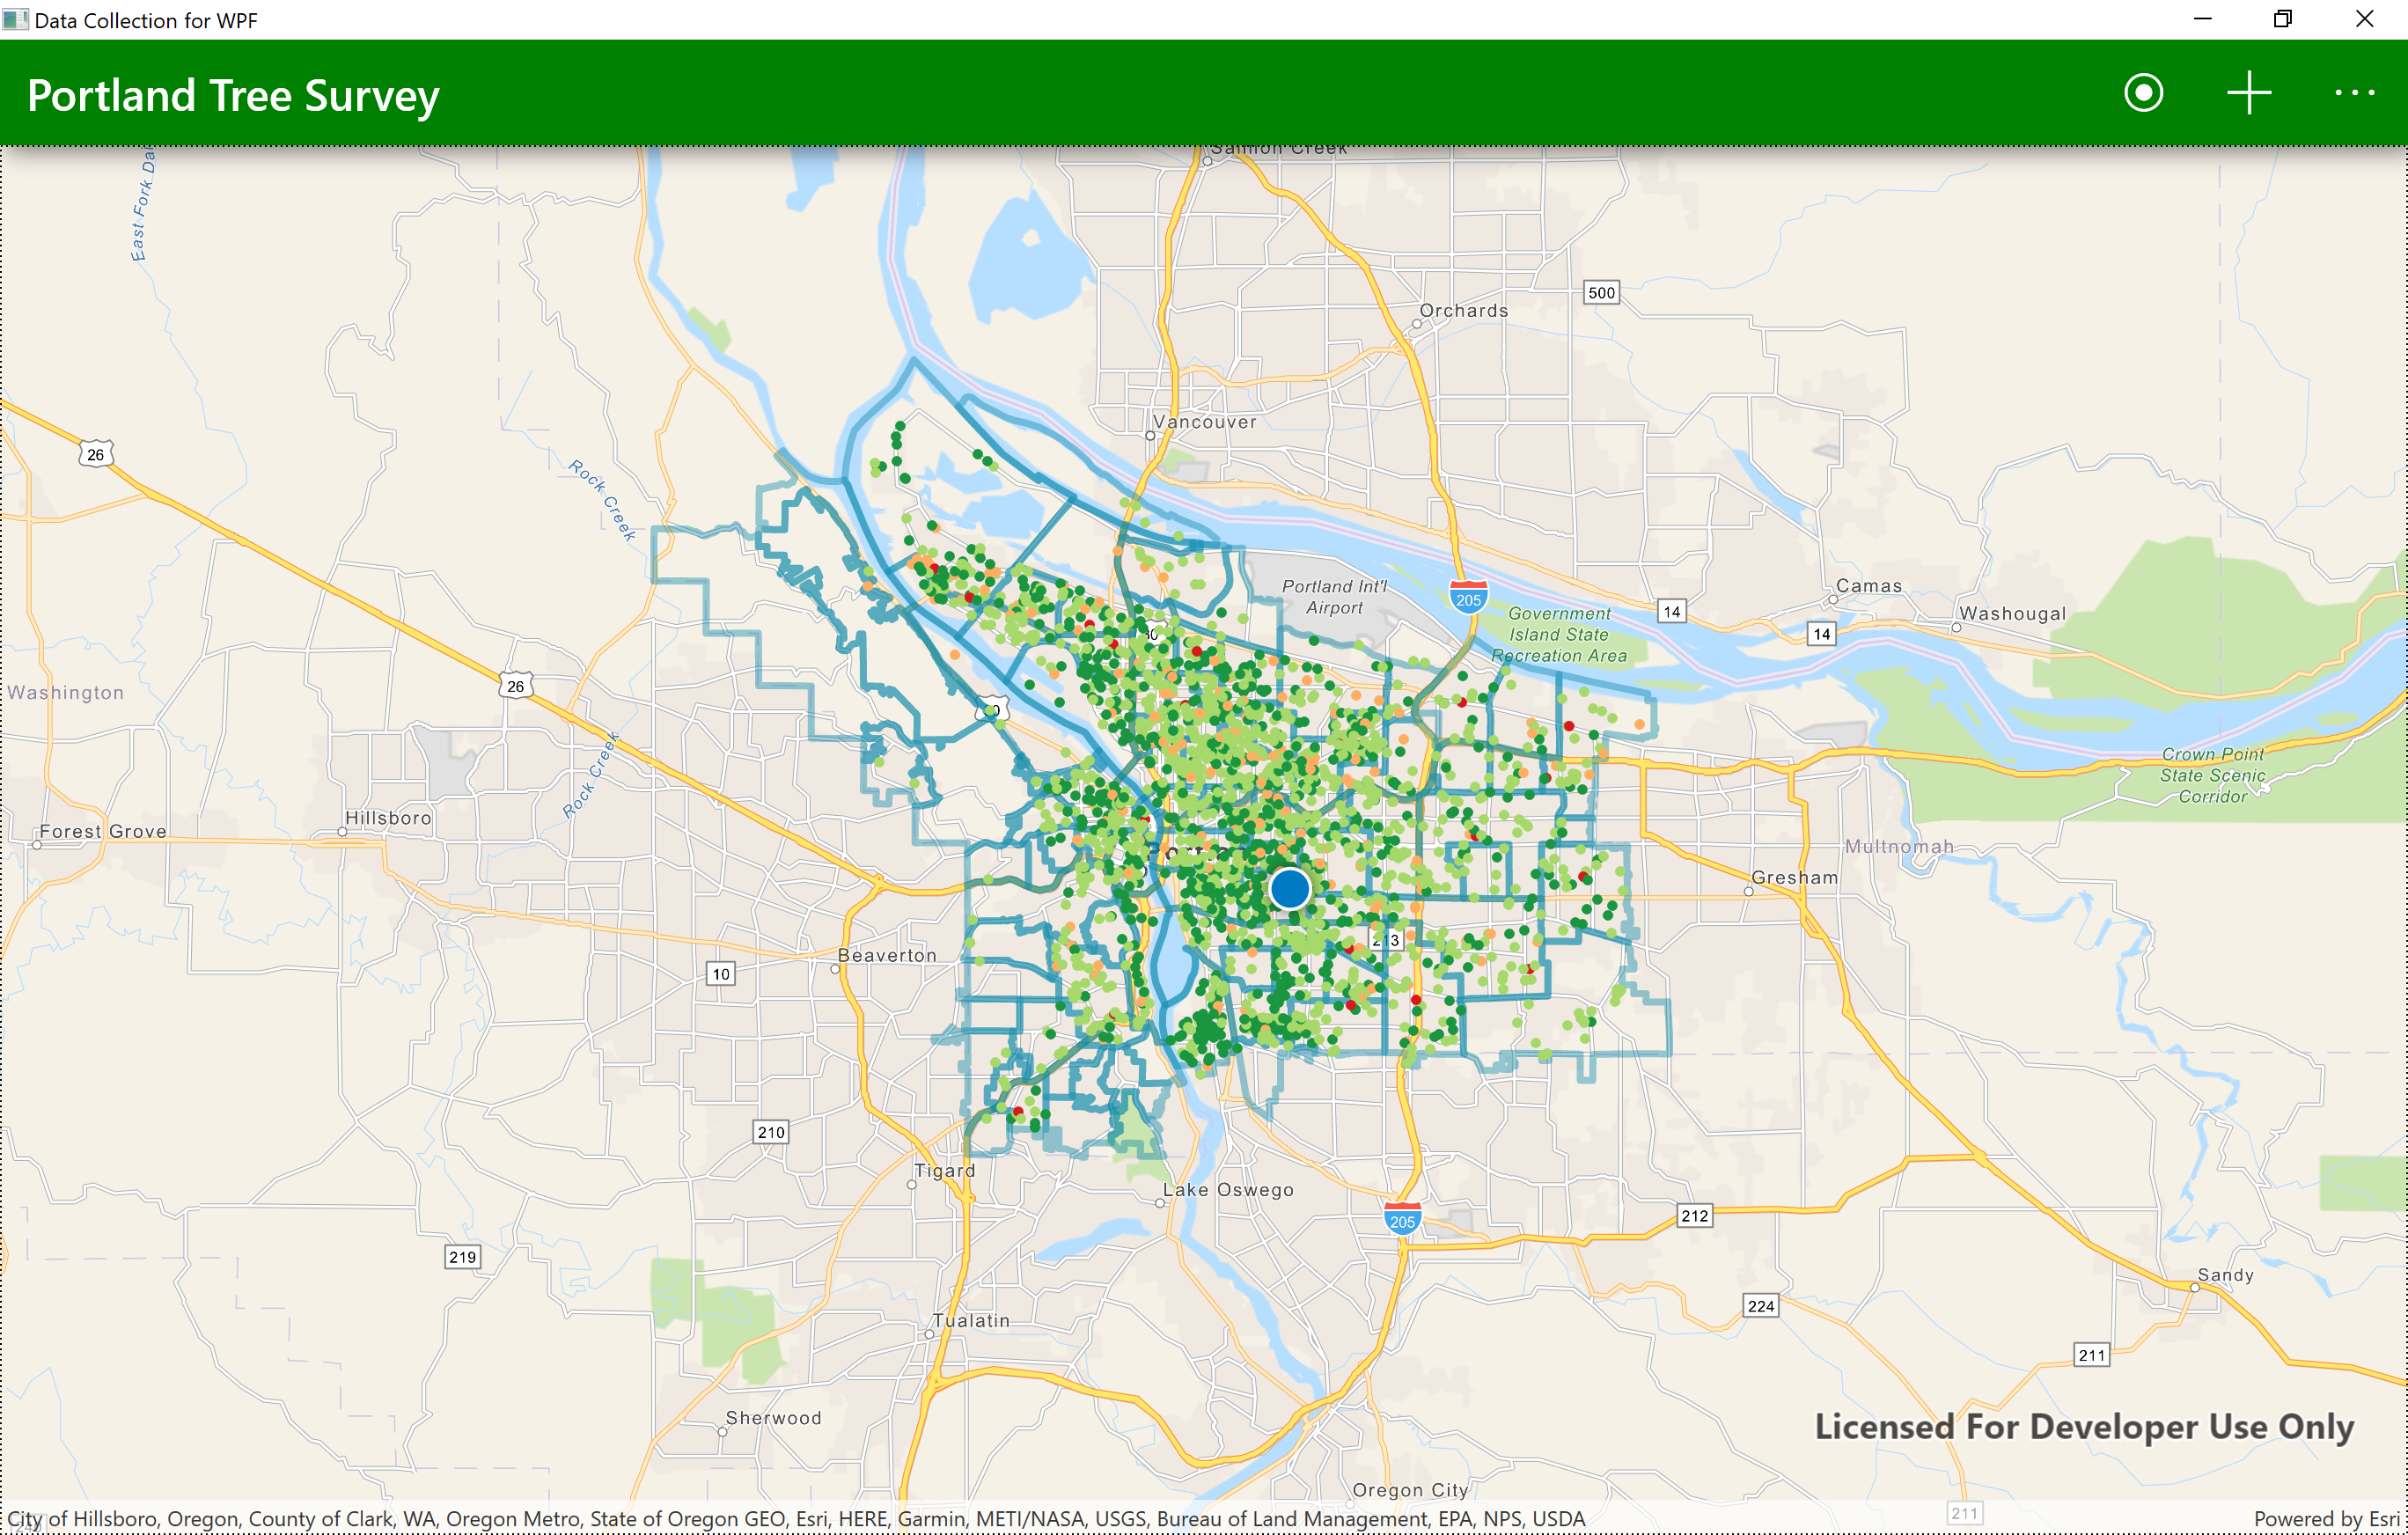 Data Collection for WPF
Portland Tree Survey
Salmon Creek
East Fork Dai
500
Orchards
Vancouver
26
Rock Creek
Portland Int'l
Airport
205
Government
Island State
Recreation Area
14
Camas
14
Washougal
30
Washington
26
Rock Creek
Crown Point
State Scenic
Corridor
Hillsboro
Forest Grove
Multnomah
Gresham
213
Beaverton
10
210
Tigard
Lake Oswego
205
212
219
Sandy
224
Tualatin
211
Sherwood
Licensed For Developer Use Only
Oregon City
211
City of Hillsboro, Oregon, County of Clark, WA, Oregon Metro, State of Oregon GEO, Esri, HERE, Garmin, METI/NASA, USGS, Bureau of Land Management, EPA, NPS, USDA
Powered by Esri